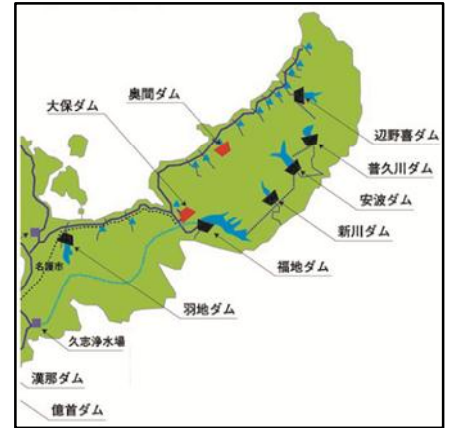 奥間ダム
大保ダム
辺野喜ダム
普久川ダム
安波ダム
新川ダム
福地ダム
名護市
羽地ダム
久志浄水場
漢那ダム
億首ダム